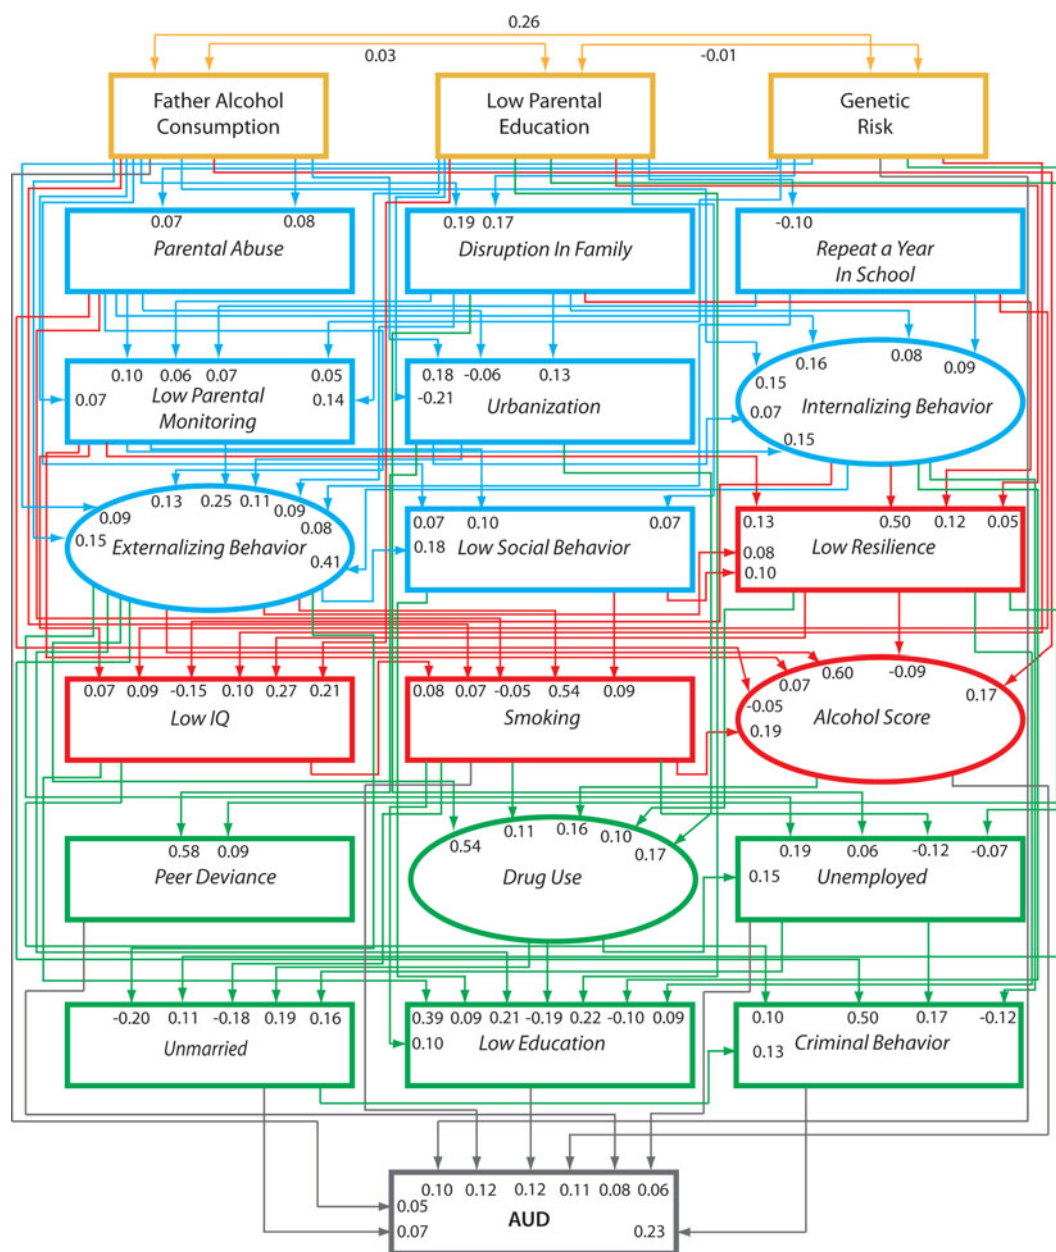 0.26
0.03
-0.01
Father Alcohol
Consumption
Low Parental
Education
Genetic
Risk
0.07
0.08
Parental Abuse
0.19 0.17
Disruption In Family
-0.10
Repeat a Year
In School
0.10 0.06 0.07 0.05
0.07
0.14
Low Parental
Monitoring
0.18 -0.06 0.13
-0.21
Urbanization
0.15
0.16
0.08
0.09
0.07
0.15
Internalizing Behavior
0.09
0.13
0.25
0.11
0.09
0.08
0.15
0.41
Externalizing Behavior
0.07 0.10 0.07
0.18
Low Social Behavior
0.13 0.50 0.12 0.05
0.08
0.10
Low Resilience
0.07 0.09 -0.15 0.10 0.27 0.21
Low IQ
0.08 0.07 -0.05 0.54 0.09
Smoking
-0.05
0.07
0.60
-0.09
0.17
0.19
Alcohol Score
0.58 0.09
Peer Deviance
0.54
0.11
0.16
0.10
0.17
Drug Use
0.19 0.06 -0.12 -0.07
0.15
Unemployed
-0.20 0.11 -0.18 0.19 0.16
Unmarried
0.39 0.09 0.21 -0.19 0.22 -0.10 0.09
0.10
Low Education
0.10 0.50 0.17 -0.12
0.13
Criminal Behavior
0.10 0.12 0.12 0.11 0.08 0.06
0.05
0.07
0.23
AUD